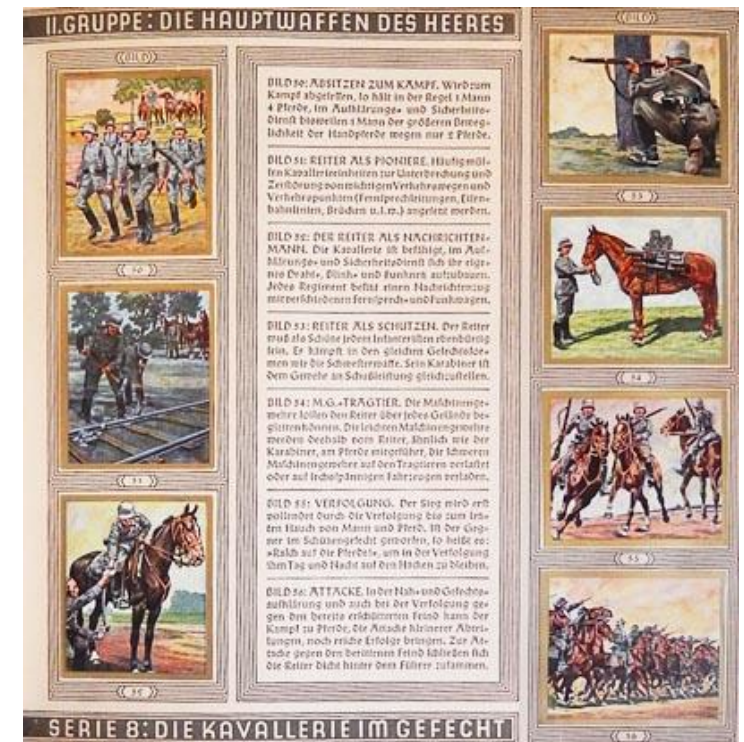 II.GRUPPE: DIE HAUPTWAFFEN DES HEERES
BILD
BILD
BILD 50: ABSITZEN ZUM KAMPF. Wird zum
Kampf abgesessen, so hält in der Regel 1 Mann
4 Pferde, im Aufklärungs- und Sicherheits-
dienst bisweilen 1 Mann der größeren Beweg-
lichkeit der Handpferde wegen nur 2 Pferde.
BILD 51: REITER ALS PIONIERE. Häufig müs-
sen Kavallerieeinheiten zur Unterbrechung und
Zerstörung von wichtigen Verkehrswegen und
Verkehrspunkten (Fernsprechleitungen, Eisen-
bahnlinien, Brücken u.s.w.) angesetzt werden.
BILD 52: DER REITER ALS NACHRICHTEN-
MANN. Die Kavallerie ist befähigt, im Auf-
klärungs- und Sicherheitsdienst sich ihr eige-
nes Draht-, Blink- und Funknetz aufzubauen.
Jedes Regiment besitzt einen Nachrichtenzug
mit verschiedenen Fernsprech- und Funkwagen.
BILD 53: REITER ALS SCHÜTZEN. Der Reiter
muß als Schütze jedem Infanteristen ebenbürtig
sein. Er kämpft in den gleichen Gefechtsfor-
men wie die Schwesterwaffe. Sein Karabiner ist
dem Gewehr an Schußleistung gleichzustellen.
BILD 54: M.G.-TRAGTIER. Die Maschinenge-
wehre sollen den Reiter über jedes Gelände be-
gleiten können. Die leichten Maschinengewehre
werden deshalb vom Reiter, ähnlich wie der
Karabiner, am Pferde mitgeführt, die schweren
Maschinengewehre auf den Tragtieren verlastet
oder auf sechsspännigen Fahrzeugen verladen.
BILD 55: VERFOLGUNG. Der Sieg wird erst
vollendet durch die Verfolgung bis zum letz-
ten Hauch von Mann und Pferd. Ist der Geg-
ner im Schützengefecht geworfen, so heißt es:
»Rasch auf die Pferde!«, um in der Verfolgung
ihm Tag und Nacht auf den Hacken zu bleiben.
BILD 56: ATTACKE. In der Nah- und Gefechts-
aufklärung und auch bei der Verfolgung ge-
gen den bereits erschütterten Feind kann der
Kampf zu Pferde, die Attacke kleinerer Abtei-
lungen, noch reiche Erfolge bringen. Zur At-
tacke gegen den berittenen Feind schließen sich
die Reiter dicht hinter dem Führer zusammen.
50
51
53
54
55
56
SERIE 8: DIE KAVALLERIE IM GEFECHT